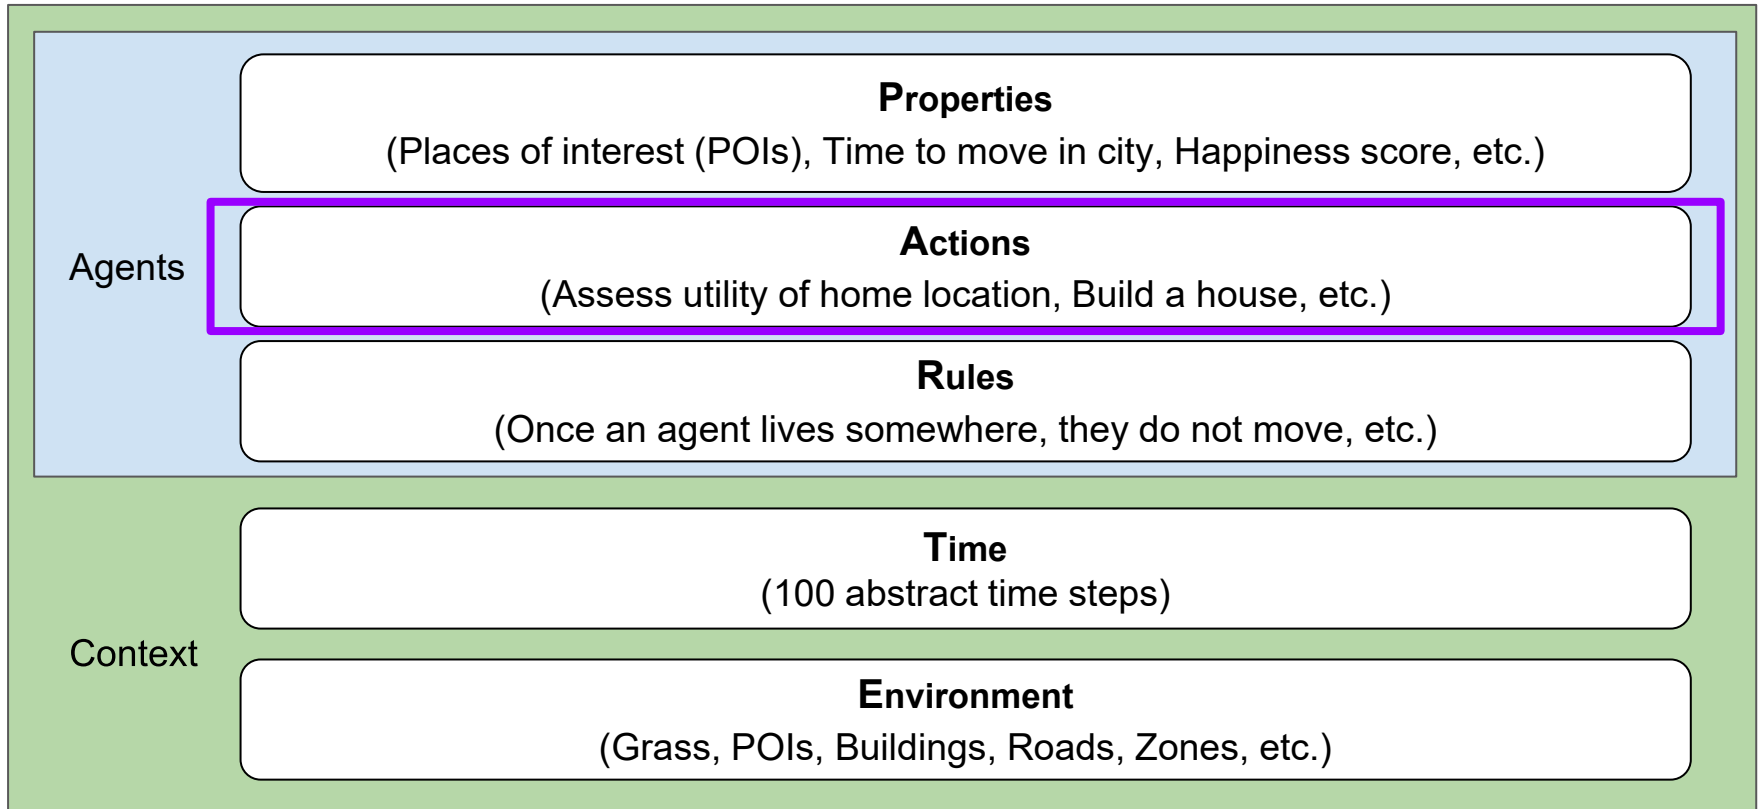 Properties
(Places of interest (POIs), Time to move in city, Happiness score, etc.)
Agents
Actions
(Assess utility of home location, Build a house, etc.)
Rules
(Once an agent lives somewhere, they do not move, etc.)
Context
Time
(100 abstract time steps)
Environment
(Grass, POIs, Buildings, Roads, Zones, etc.)